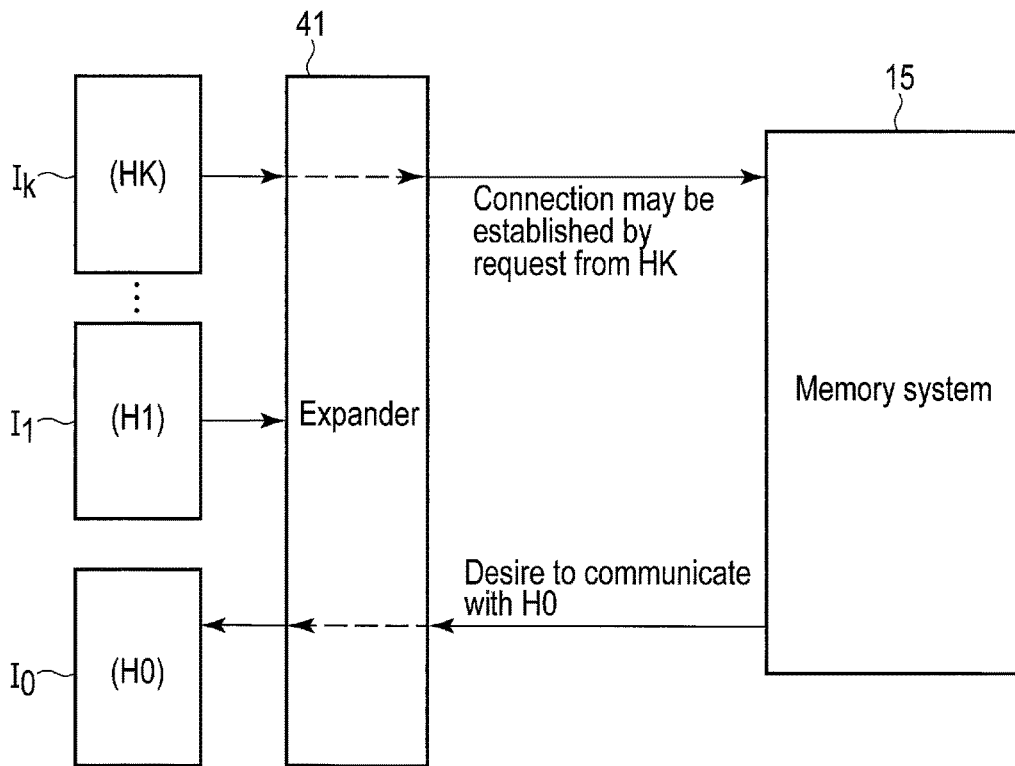 41
15
Ik
(HK)
Connection may be
established by
request from HK
I1
(H1)
Expander
Memory system
Desire to communicate
with H0
I0
(H0)